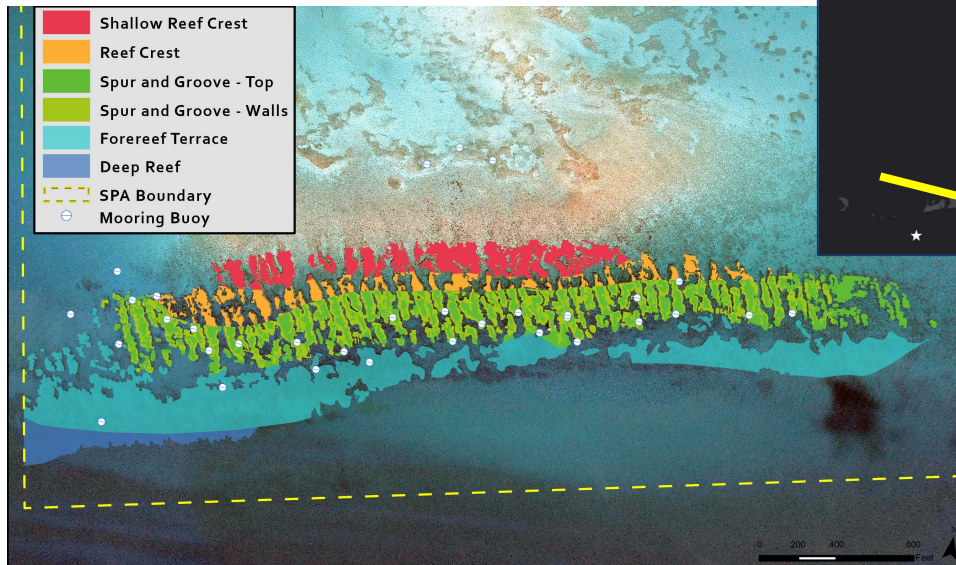 Shallow Reef Crest
Reef Crest
Spur and Groove - Top
Spur and Groove - Walls
Forereef Terrace
Deep Reef
SPA Boundary
Mooring Buoy
N
0 200 400 800
Feet